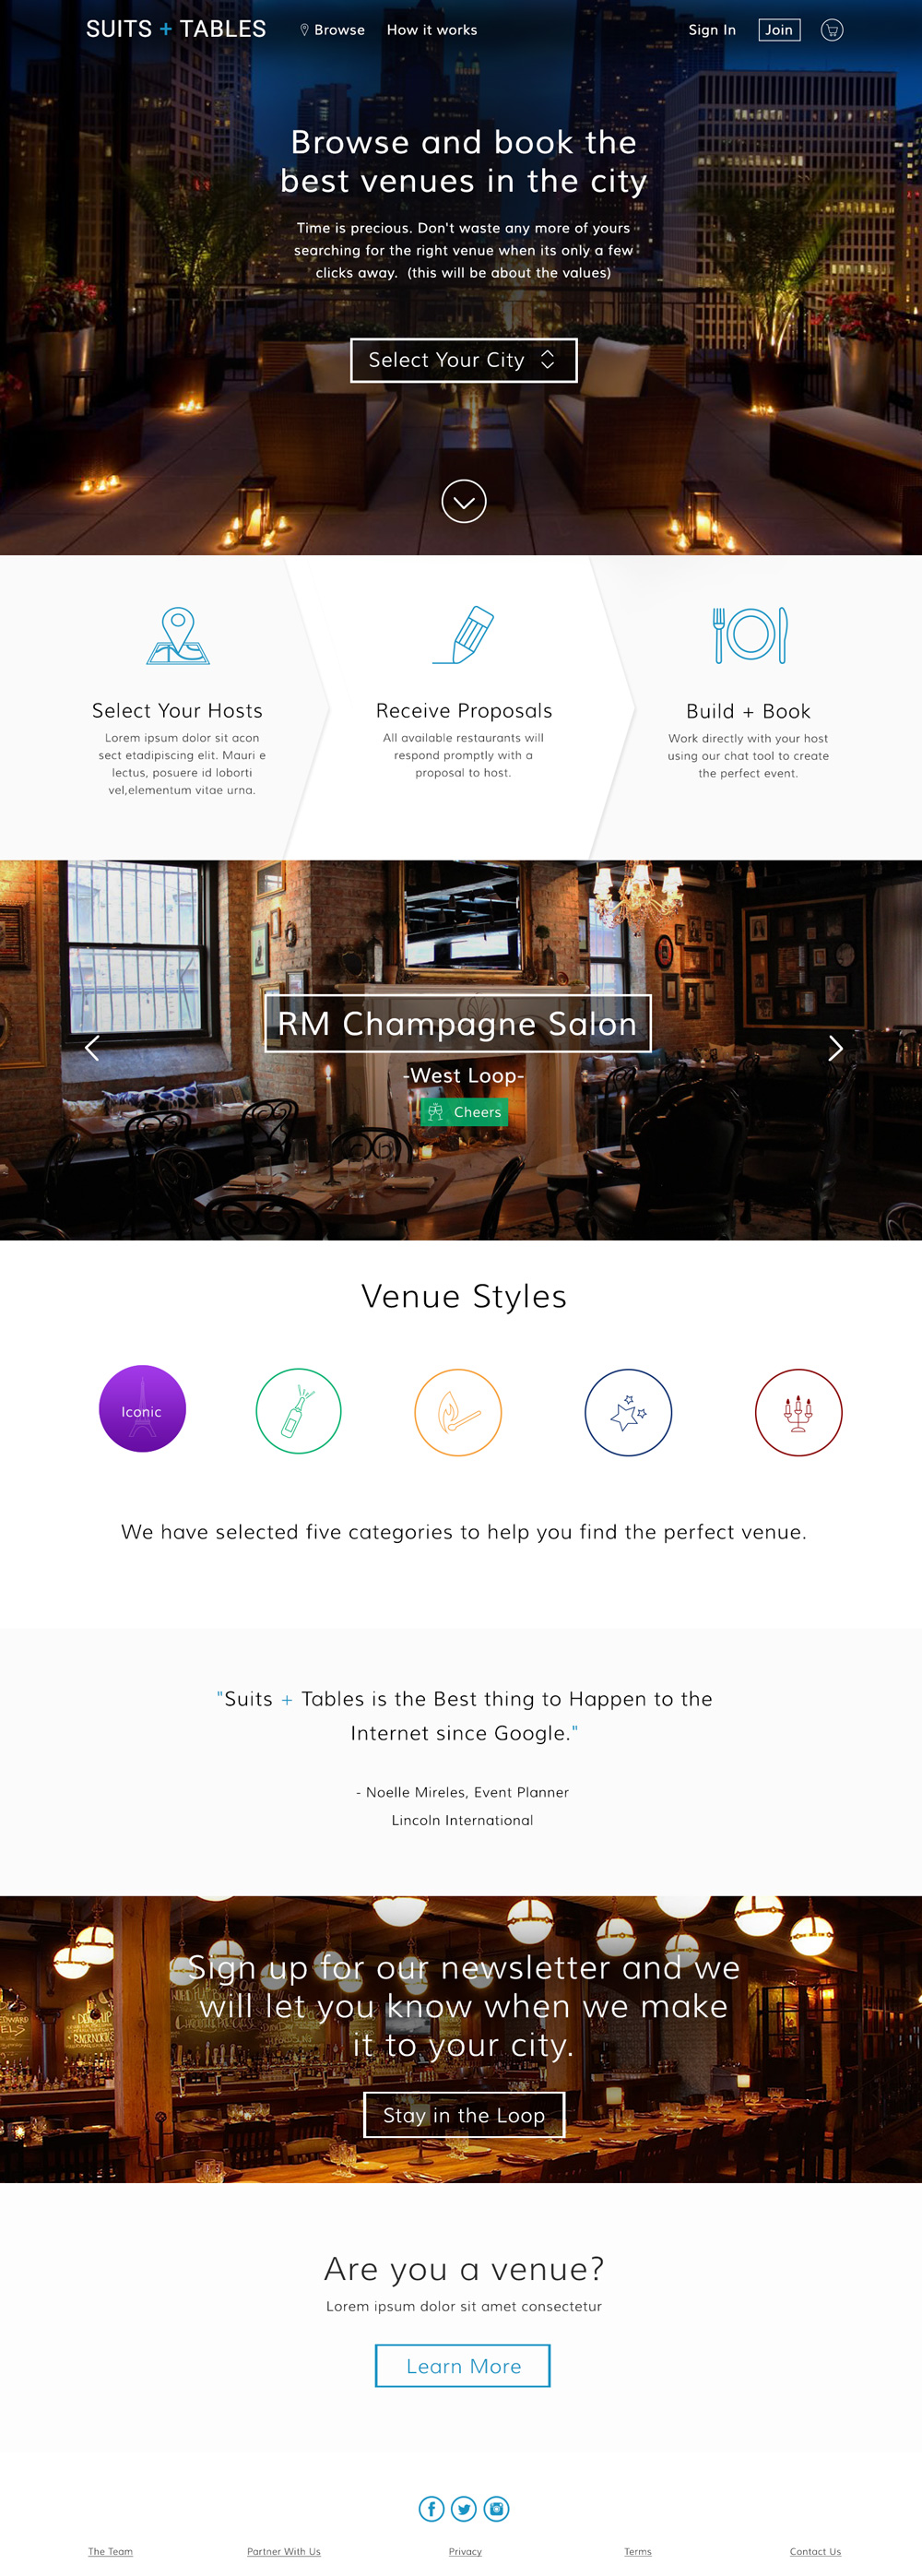 SUITS + TABLES
Browse
How it works
Sign In
Join
Browse and book the
best venues in the city
Time is precious. Don't waste any more of yours
searching for the right venue when its only a few
clicks away. (this will be about the values)
Select Your City
Select Your Hosts
Lorem ipsum dolor sit acon
sect etadipiscing elit. Mauri e
lectus, posuere id loborti
vel,elementum vitae urna.
Receive Proposals
All available restaurants will
respond promptly with a
proposal to host.
Build + Book
Work directly with your host
using our chat tool to create
the perfect event.
RM Champagne Salon
-West Loop-
Cheers
Venue Styles
Iconic
We have selected five categories to help you find the perfect venue.
"Suits + Tables is the Best thing to Happen to the
Internet since Google."
- Noelle Mireles, Event Planner
Lincoln International
Sign up for our newsletter and we
will let you know when we make
it to your city.
Stay in the Loop
Are you a venue?
Lorem ipsum dolor sit amet consectetur
Learn More
The Team
Partner With Us
Privacy
Terms
Contact Us